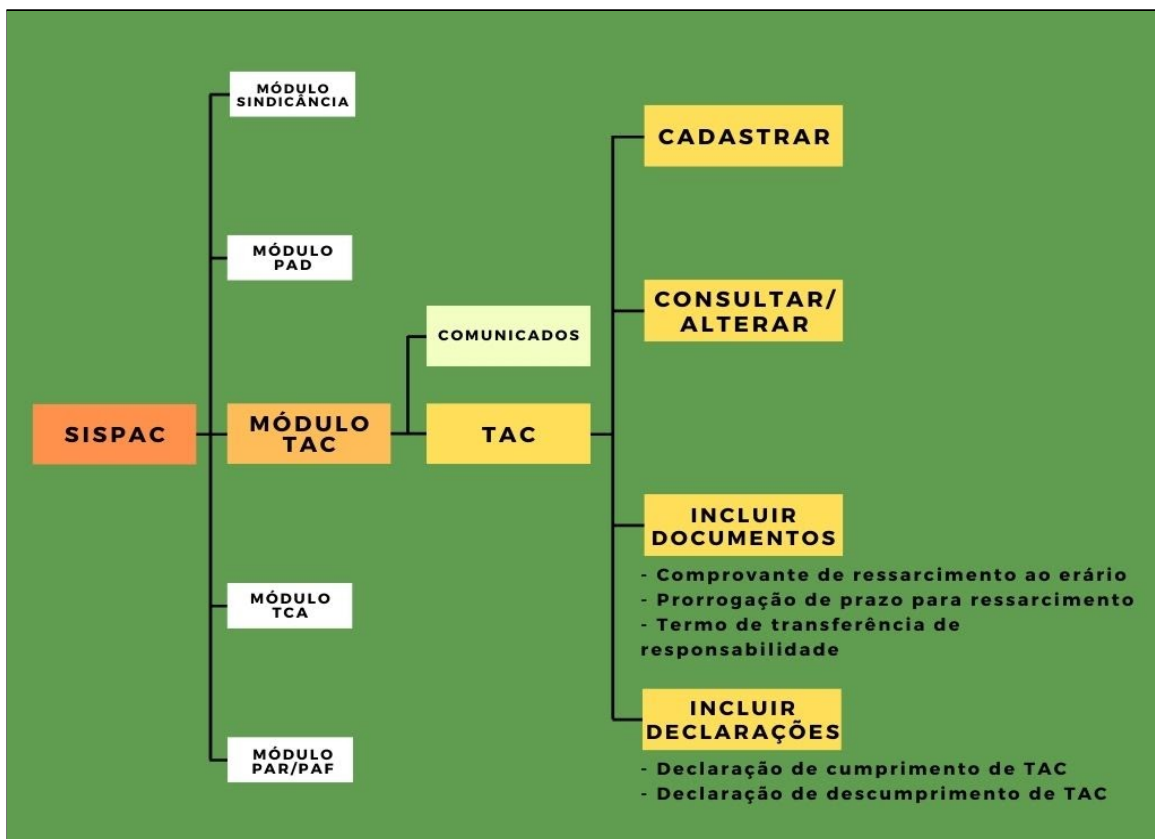 MÓDULO
SINDICÂNCIA
MÓDULO
PAD
SISPAC
MÓDULO
TAC
MÓDULO
TCA
MÓDULO
PAR/PAF
COMUNICADOS
TAC
CADASTRAR
CONSULTAR/
ALTERAR
INCLUIR
DOCUMENTOS
- Comprovante de ressarcimento ao erário
- Prorrogação de prazo para ressarcimento
- Termo de transferência de
responsabilidade
INCLUIR
DECLARAÇÕES
- Declaração de cumprimento de TAC
- Declaração de descumprimento de TAC